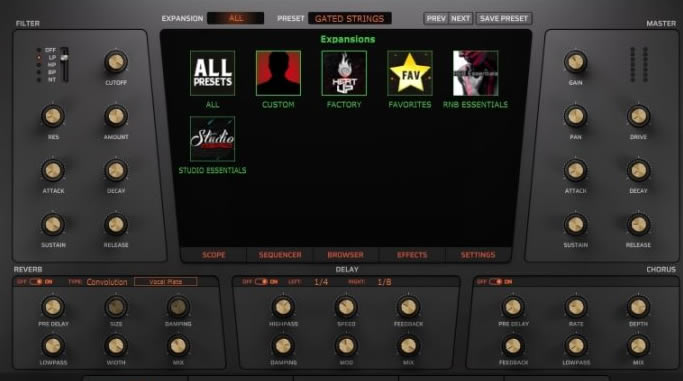 EXPANSION ALL PRESET GATED STRINGS PREV NEXT SAVE PRESET
FILTER
MASTER
OFF
LP
HP
BP
NT
CUTOFF
RES AMOUNT
ATTACK DECAY
SUSTAIN RELEASE
Expansions
ALL PRESETS
HEAT UP
FAV
ALL CUSTOM FACTORY FAVORITES RNB ESSENTIALS
Studio
STUDIO ESSENTIALS
SCOPE SEQUENCER BROWSER EFFECTS SETTINGS
GAIN
PAN DRIVE
ATTACK DECAY
SUSTAIN RELEASE
REVERB
OFF ON TYPE: Convolution Vocal Plate
PRE DELAY SIZE DAMPING
LOWPASS WIDTH MIX
DELAY
OFF ON LEFT: 1/4 RIGHT: 1/8
HIGHPASS SPEED FEEDBACK
DAMPING MOD MIX
CHORUS
OFF ON
PRE DELAY RATE DEPTH
FEEDBACK LOWPASS MIX